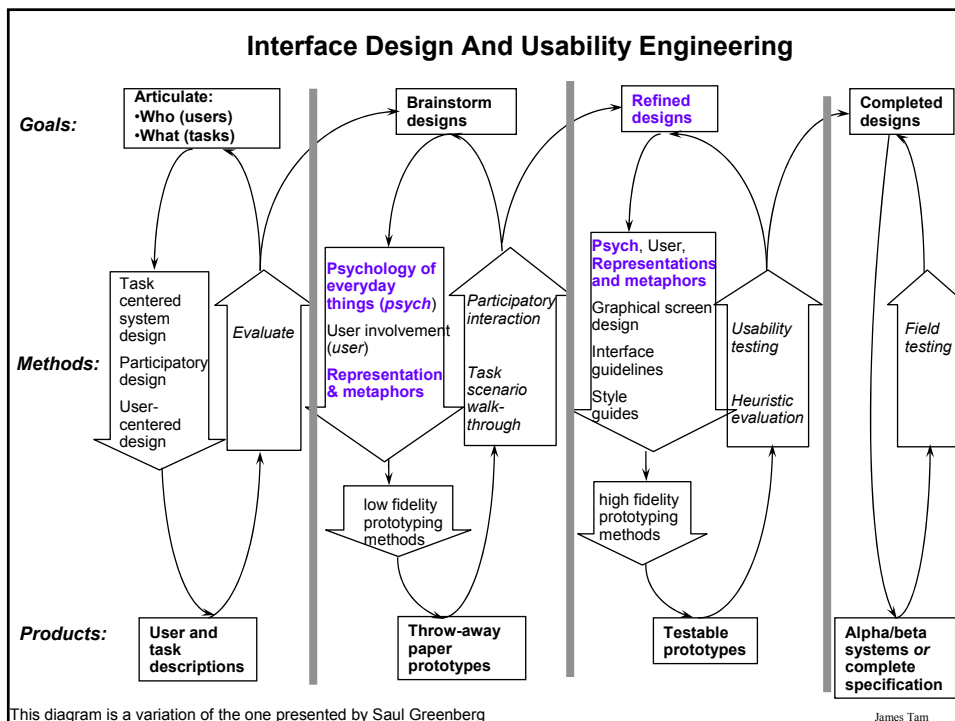 Interface Design And Usability Engineering
Goals:
Articulate:
•Who (users)
•What (tasks)
Brainstorm
designs
Refined
designs
Completed
designs
Methods:
Task
centered
system
design
Participatory
design
User-
centered
design
Evaluate
Psychology of
everyday
things (psych)
User involvement
(user)
Representation
& metaphors
Participatory
interaction
Task
scenario
walk-
through
Psych, User,
Representations
and metaphors
Graphical screen
design
Interface
guidelines
Style
guides
Usability
testing
Heuristic
evaluation
Field
testing
low fidelity
prototyping
methods
high fidelity
prototyping
methods
Products:
User and
task
descriptions
Throw-away
paper
prototypes
Testable
prototypes
Alpha/beta
systems or
complete
specification
This diagram is a variation of the one presented by Saul Greenberg
James Tam